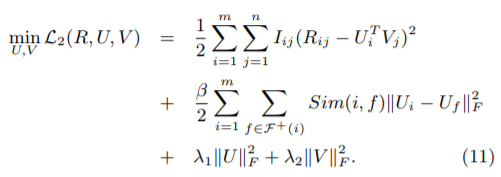 \min_{U,V} \mathcal{L}_2(R, U, V) = \frac{1}{2} \sum_{i=1}^{m} \sum_{j=1}^{n} I_{ij} (R_{ij} - U_i^T V_j)^2
+ \frac{\beta}{2} \sum_{i=1}^{m} \sum_{f \in \mathcal{F}^+(i)} Sim(i, f) \|U_i - U_f\|_F^2
+ \lambda_1 \|U\|_F^2 + \lambda_2 \|V\|_F^2. (11)